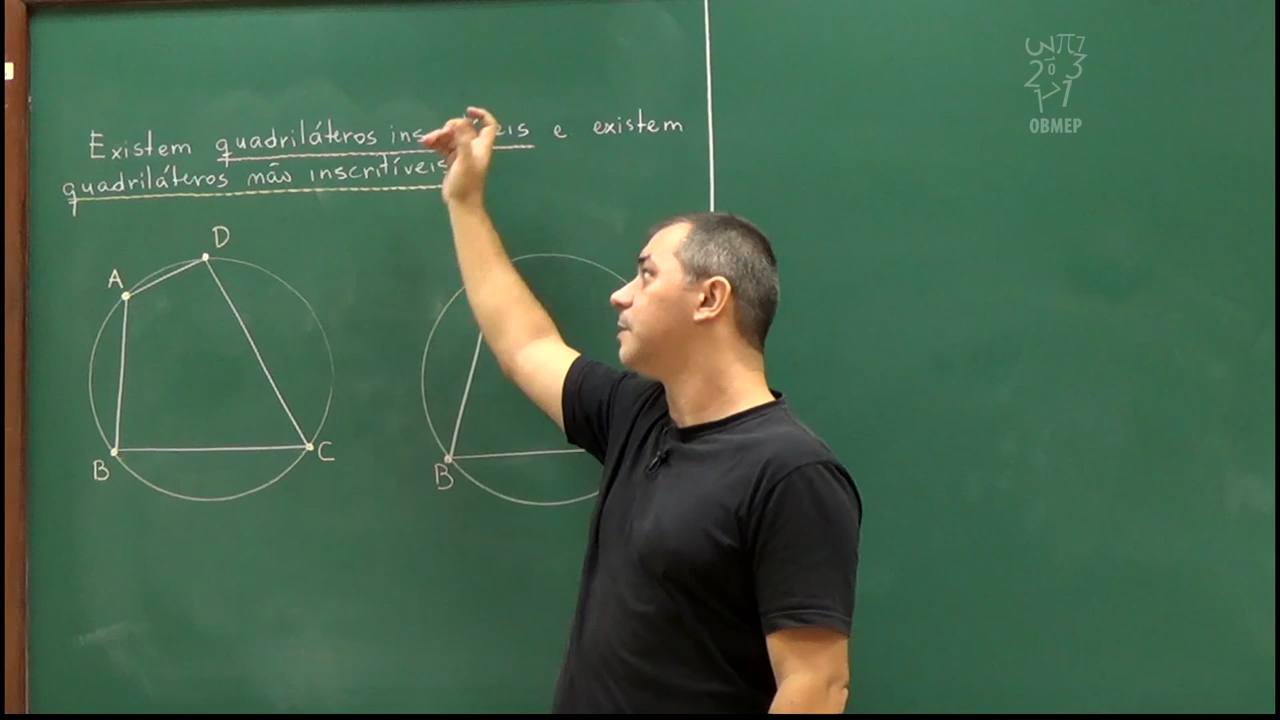 Existem quadriláteros e existem
quadriláteros não inscritíveis
D
A
B
C
B
OBMEP